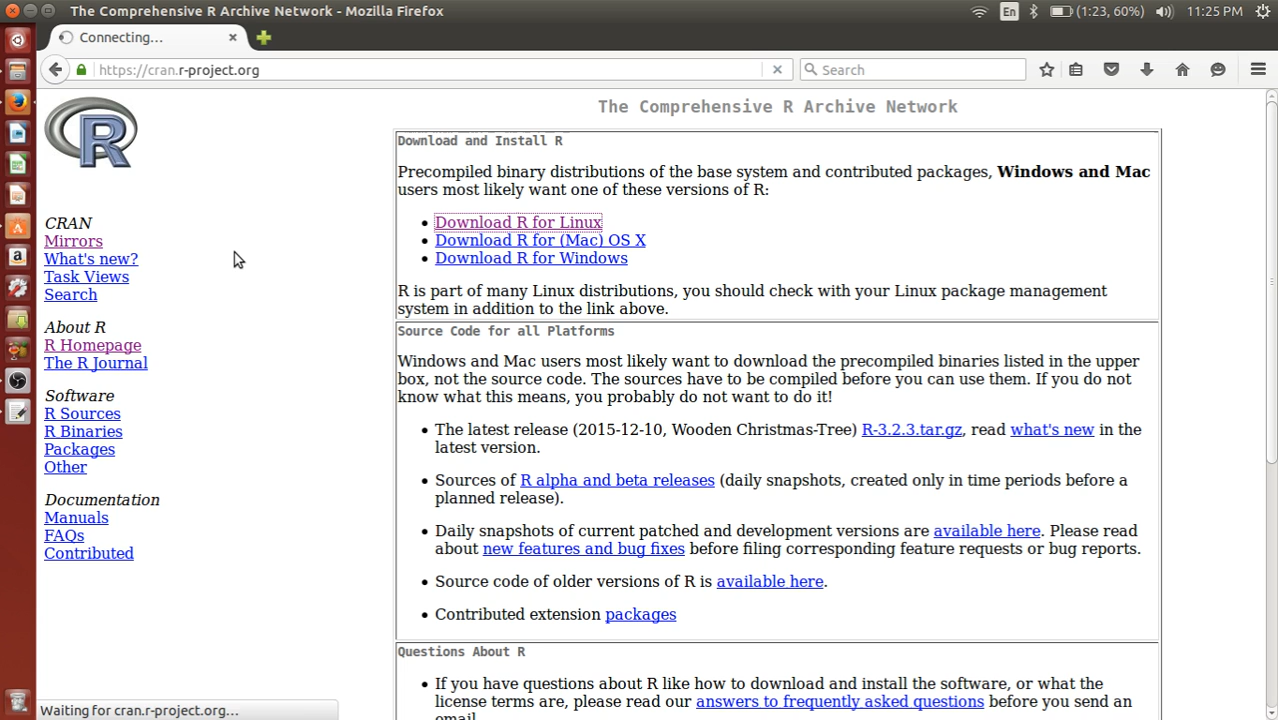 The Comprehensive R Archive Network - Mozilla Firefox
En
(1:23, 60%)
11:25 PM
Connecting...
https://cran.r-project.org
Search
R
The Comprehensive R Archive Network
CRAN
Mirrors
What's new?
Task Views
Search
About R
R Homepage
The R Journal
Software
R Sources
R Binaries
Packages
Other
Documentation
Manuals
FAQs
Contributed
Download and Install R
Precompiled binary distributions of the base system and contributed packages, Windows and Mac
users most likely want one of these versions of R:
• Download R for Linux
• Download R for (Mac) OS X
• Download R for Windows
R is part of many Linux distributions, you should check with your Linux package management
system in addition to the link above.
Source Code for all Platforms
Windows and Mac users most likely want to download the precompiled binaries listed in the upper
box, not the source code. The sources have to be compiled before you can use them. If you do not
know what this means, you probably do not want to do it!
• The latest release (2015-12-10, Wooden Christmas-Tree) R-3.2.3.tar.gz, read what's new in the
latest version.
• Sources of R alpha and beta releases (daily snapshots, created only in time periods before a
planned release).
• Daily snapshots of current patched and development versions are available here. Please read
about new features and bug fixes before filing corresponding feature requests or bug reports.
• Source code of older versions of R is available here.
• Contributed extension packages
Questions About R
• If you have questions about R like how to download and install the software, or what the
license terms are, please read our answers to frequently asked questions before you send an
email.
Waiting for cran.r-project.org...